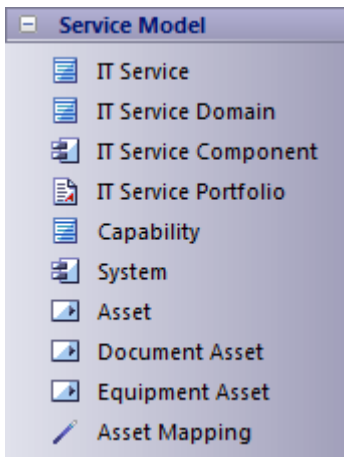 Service Model
IT Service
IT Service Domain
IT Service Component
IT Service Portfolio
Capability
System
Asset
Document Asset
Equipment Asset
Asset Mapping